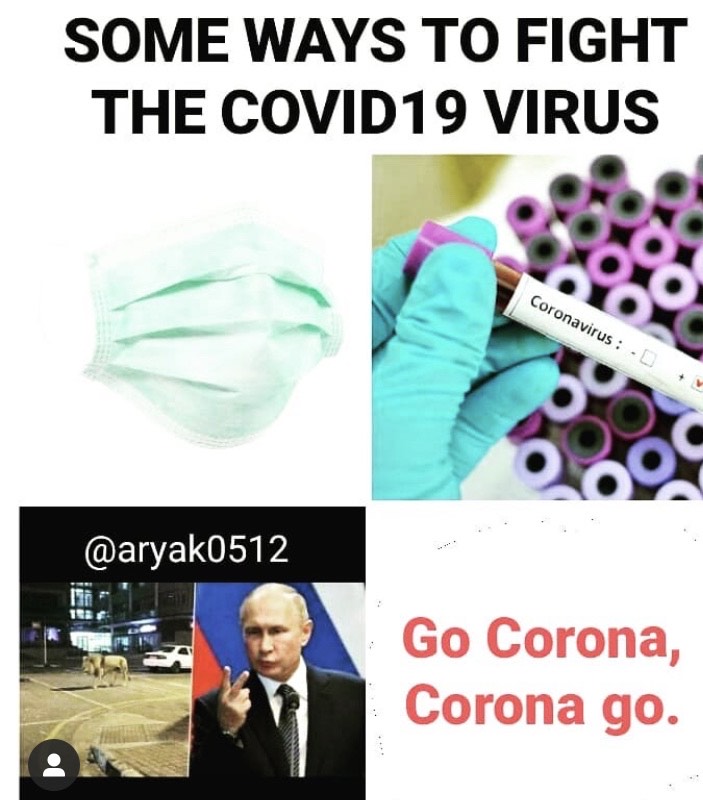 SOME WAYS TO FIGHT
THE COVID19 VIRUS
Coronavirus : - +
@aryak0512
Go Corona,
Corona go.